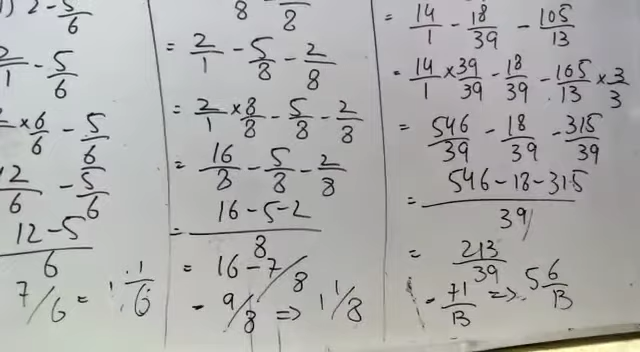 1) 2 - 5/6
2/1 - 5/6
2/1 × 6/6 - 5/6
12/6 - 5/6
12 - 5 / 6
7/6 = 1 1/6
8 8
= 2/1 - 5/8 - 2/8
= 2/1 × 8/8 - 5/8 - 2/8
= 16/8 - 5/8 - 2/8
= 16 - 5 - 2 / 8
= 16 - 7/8
- 9/8 => 1 1/8
= 14/1 - 18/39 - 105/13
= 14/1 × 39/39 - 18/39 - 105/13 × 3/3
= 546/39 - 18/39 - 315/39
= 546 - 18 - 315 / 39
= 213/39
- 71/13 => 5 6/13